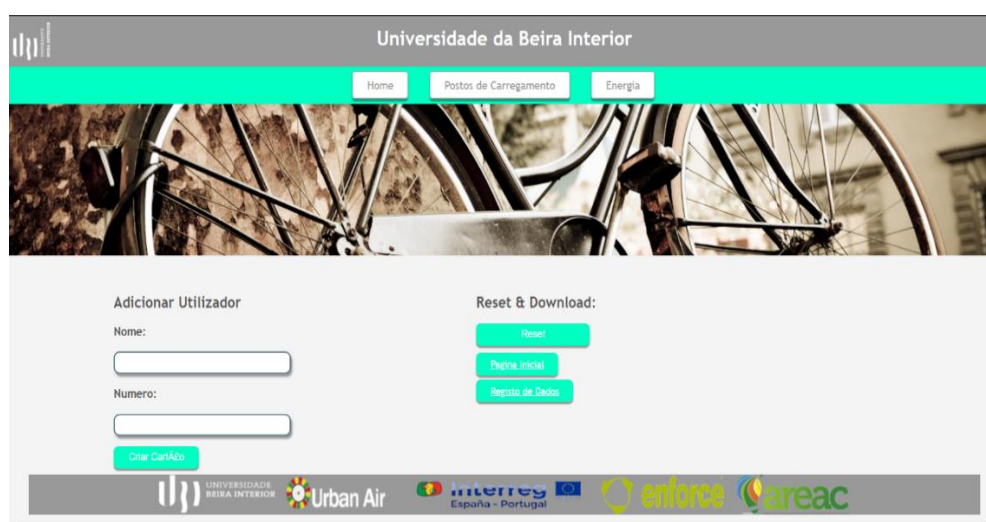 Universidade da Beira Interior
Home
Postos de Carregamento
Energia
Adicionar Utilizador
Nome:
Numero:
Criar CartÃ£o
Reset & Download:
Reset
Pagina Inicial
Registo de Dados
UNIVERSIDADE
BEIRA INTERIOR
Urban Air
Interreg
España - Portugal
enforce
areac